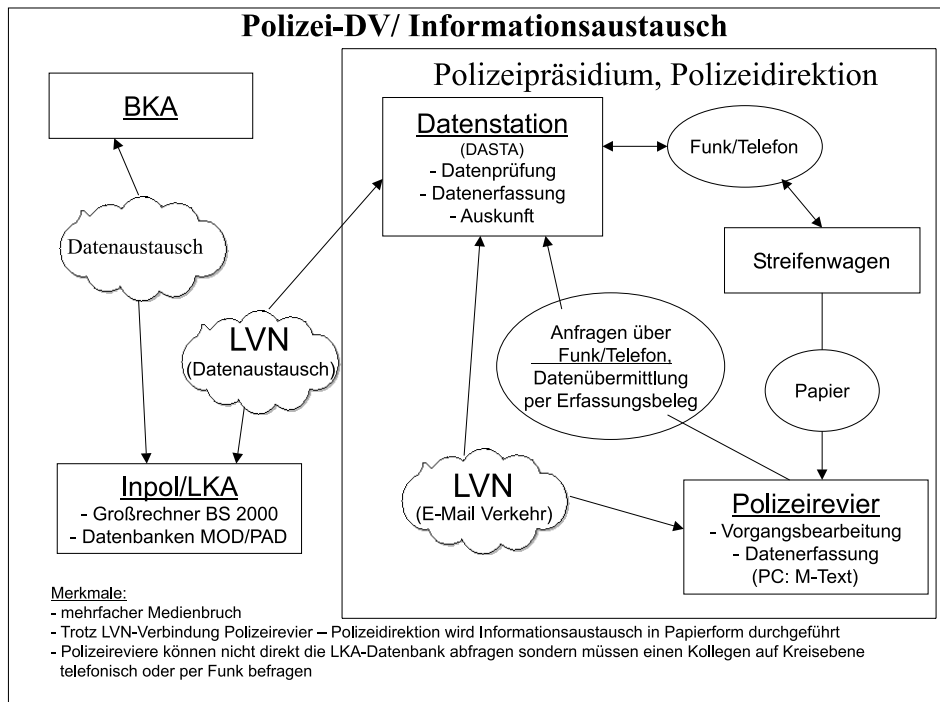 Polizei-DV/ Informationsaustausch
Polizeipräsidium, Polizeidirektion
BKA
Datenstation
(DASTA)
- Datenprüfung
- Datenerfassung
- Auskunft
Funk/Telefon
Datenaustausch
Streifenwagen
LVN
(Datenaustausch)
Anfragen über
Funk/Telefon,
Datenübermittlung
per Erfassungsbeleg
Papier
Inpol/LKA
- Großrechner BS 2000
- Datenbanken MOD/PAD
LVN
(E-Mail Verkehr)
Polizeirevier
- Vorgangsbearbeitung
- Datenerfassung
(PC: M-Text)
Merkmale:
- mehrfacher Medienbruch
- Trotz LVN-Verbindung Polizeirevier – Polizeidirektion wird Informationsaustausch in Papierform durchgeführt
- Polizeireviere können nicht direkt die LKA-Datenbank abfragen sondern müssen einen Kollegen auf Kreisebene
telefonisch oder per Funk befragen